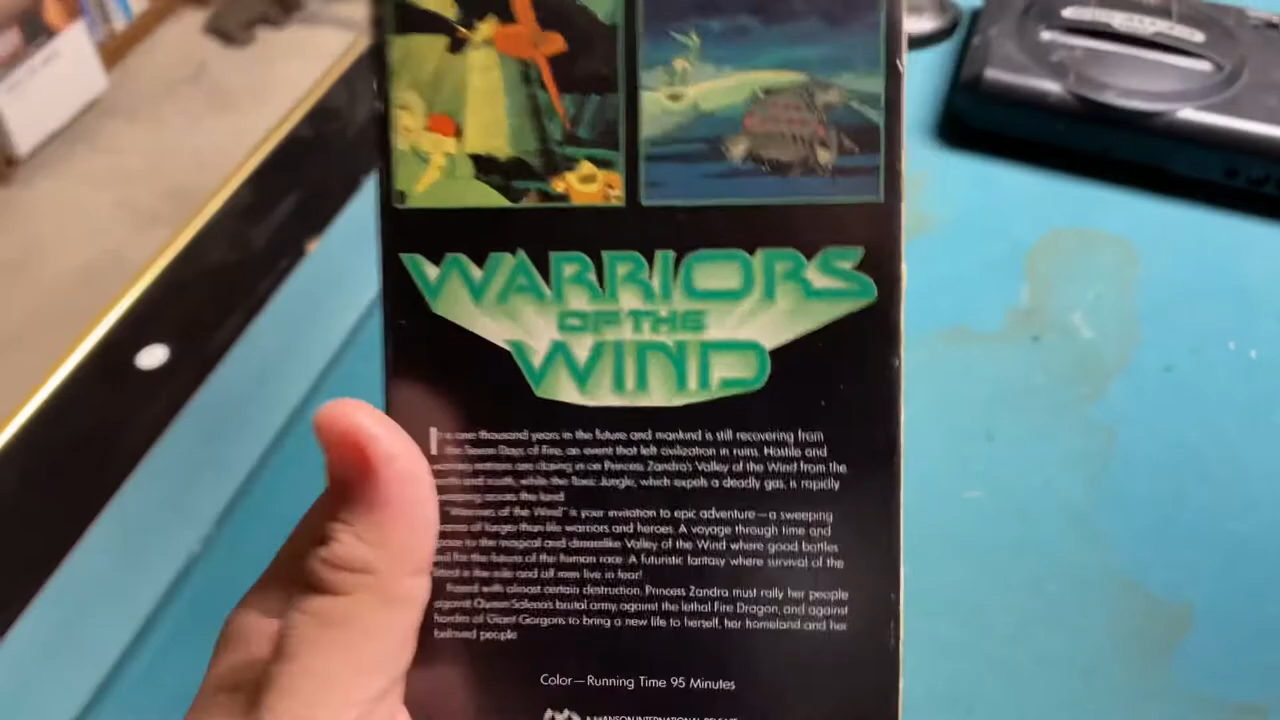 WARRIORS
OF THE
WIND
It is one thousand years in the future and mankind is still recovering from
the Seven Days of Fire, an event that left civilization in ruins. Hostile and
warring nations are closing in on Princess Zandra's Valley of the Wind from the
north and south, while the Toxic Jungle, which expels a deadly gas, is rapidly
the land.
"Warriors of the Wind" is your invitation to epic adventure—a sweeping
of larger than life warriors and heroes. A voyage through time and
space to the magical and dreamlike Valley of the Wind where good battles
evil for the future of the human race. A futuristic fantasy where survival of the
fittest is the rule and all men live in fear!
Faced with almost certain destruction, Princess Zandra must rally her people
against Queen Selena's brutal army, against the lethal Fire Dragon, and against
hordes of Giant Gorgons to bring a new life to herself, her homeland and her
beloved people.
Color—Running Time 95 Minutes
A MANSON INTERNATIONAL RELEASE